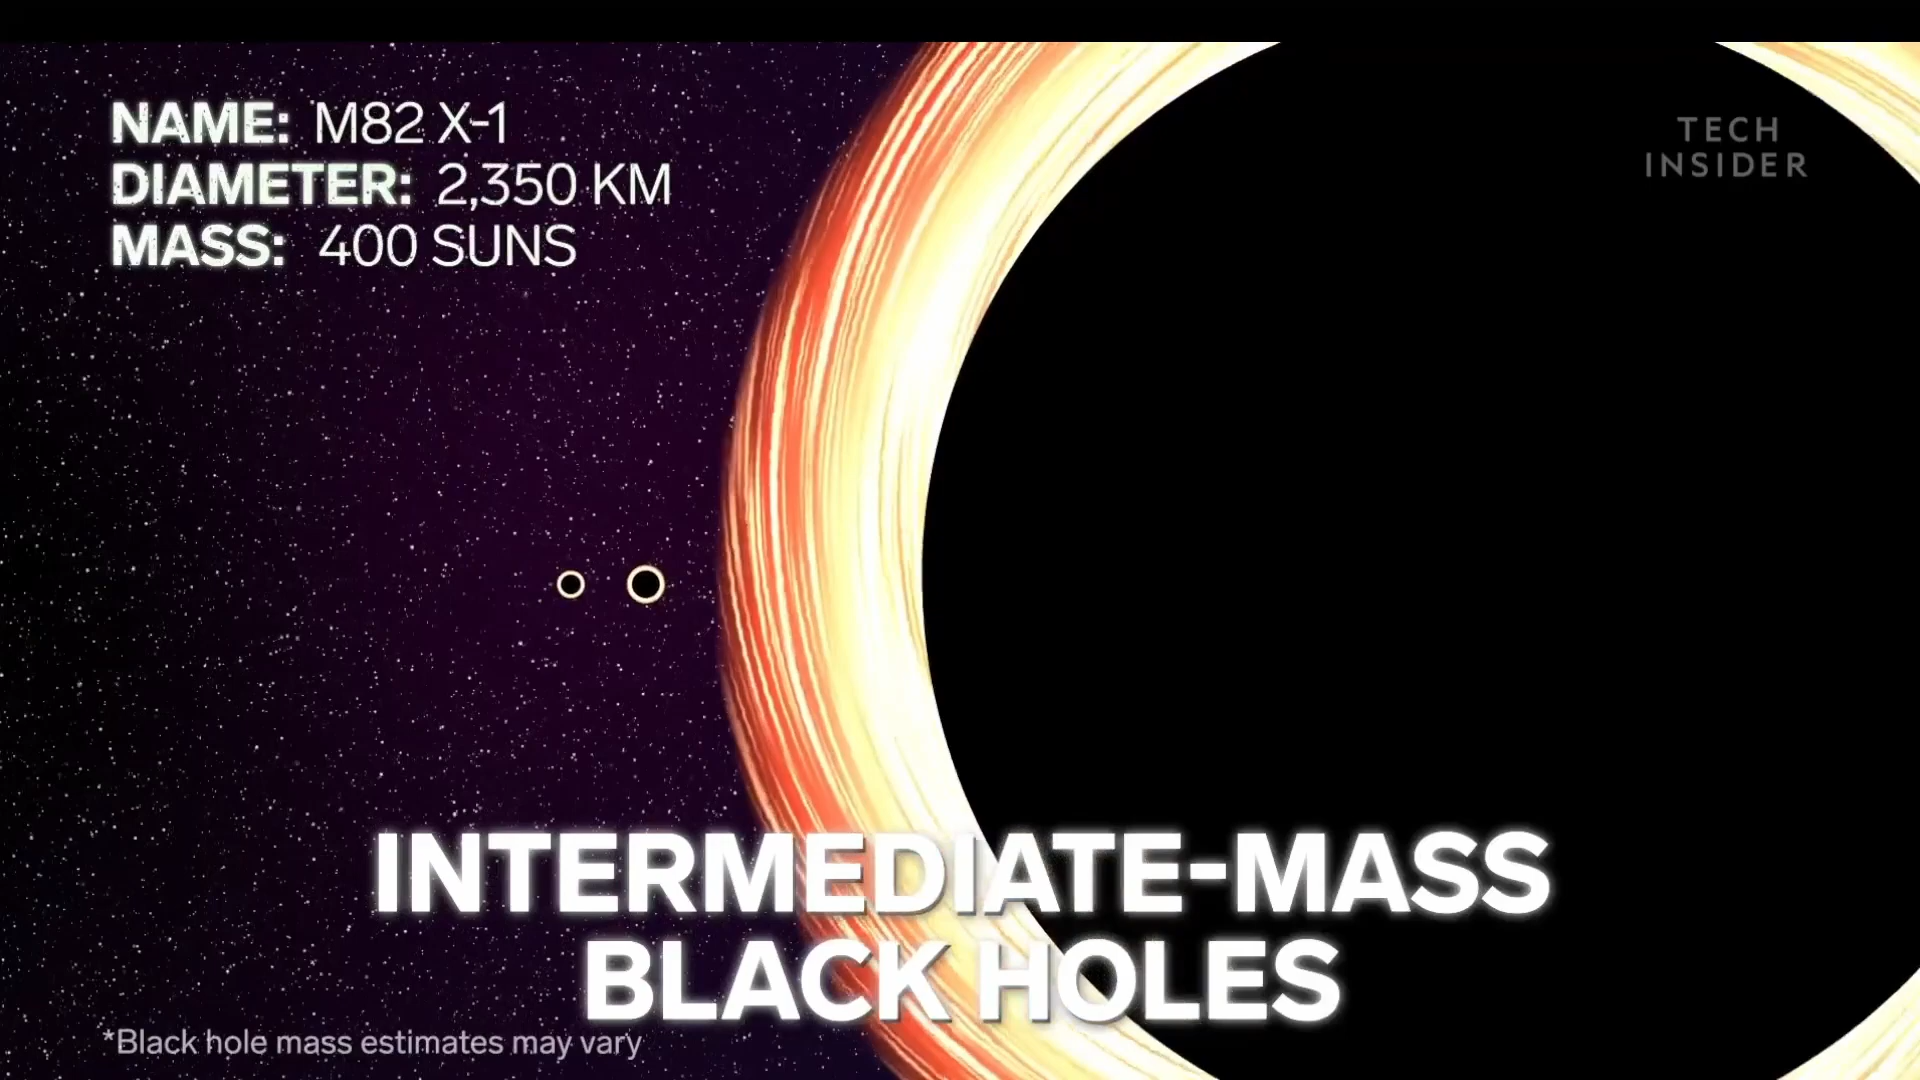 NAME: M82 X-1
DIAMETER: 2,350 KM
MASS: 400 SUNS
TECH
INSIDER
INTERMEDIATE-MASS
BLACK HOLES
*Black hole mass estimates may vary